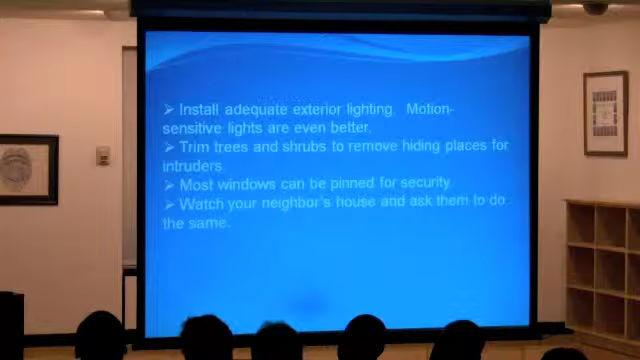 ➢ Install adequate exterior lighting. Motion-
sensitive lights are even better.
➢ Trim trees and shrubs to remove hiding places for
intruders.
➢ Most windows can be pinned for security.
➢ Watch your neighbor's house and ask them to do
the same.